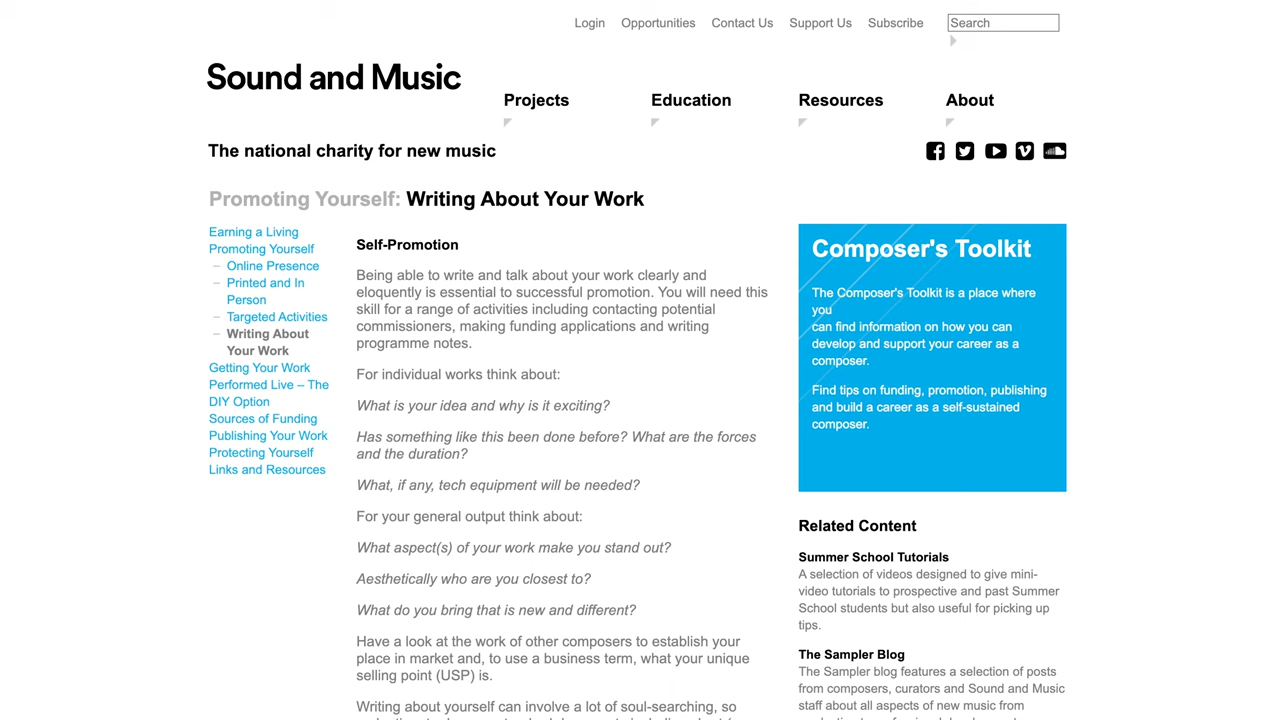 Login Opportunities Contact Us Support Us Subscribe Search
Sound and Music
Projects Education Resources About
The national charity for new music
Promoting Yourself: Writing About Your Work
Earning a Living
Promoting Yourself
– Online Presence
– Printed and In
Person
– Targeted Activities
– Writing About
Your Work
Getting Your Work
Performed Live – The
DIY Option
Sources of Funding
Publishing Your Work
Protecting Yourself
Links and Resources
Self-Promotion
Being able to write and talk about your work clearly and
eloquently is essential to successful promotion. You will need this
skill for a range of activities including contacting potential
commissioners, making funding applications and writing
programme notes.
For individual works think about:
What is your idea and why is it exciting?
Has something like this been done before? What are the forces
and the duration?
What, if any, tech equipment will be needed?
For your general output think about:
What aspect(s) of your work make you stand out?
Aesthetically who are you closest to?
What do you bring that is new and different?
Have a look at the work of other composers to establish your
place in market and, to use a business term, what your unique
selling point (USP) is.
Writing about yourself can involve a lot of soul-searching, so
Composer's Toolkit
The Composer's Toolkit is a place where
you
can find information on how you can
develop and support your career as a
composer.
Find tips on funding, promotion, publishing
and build a career as a self-sustained
composer.
Related Content
Summer School Tutorials
A selection of videos designed to give mini-
video tutorials to prospective and past Summer
School students but also useful for picking up
tips.
The Sampler Blog
The Sampler blog features a selection of posts
from composers, curators and Sound and Music
staff about all aspects of new music from